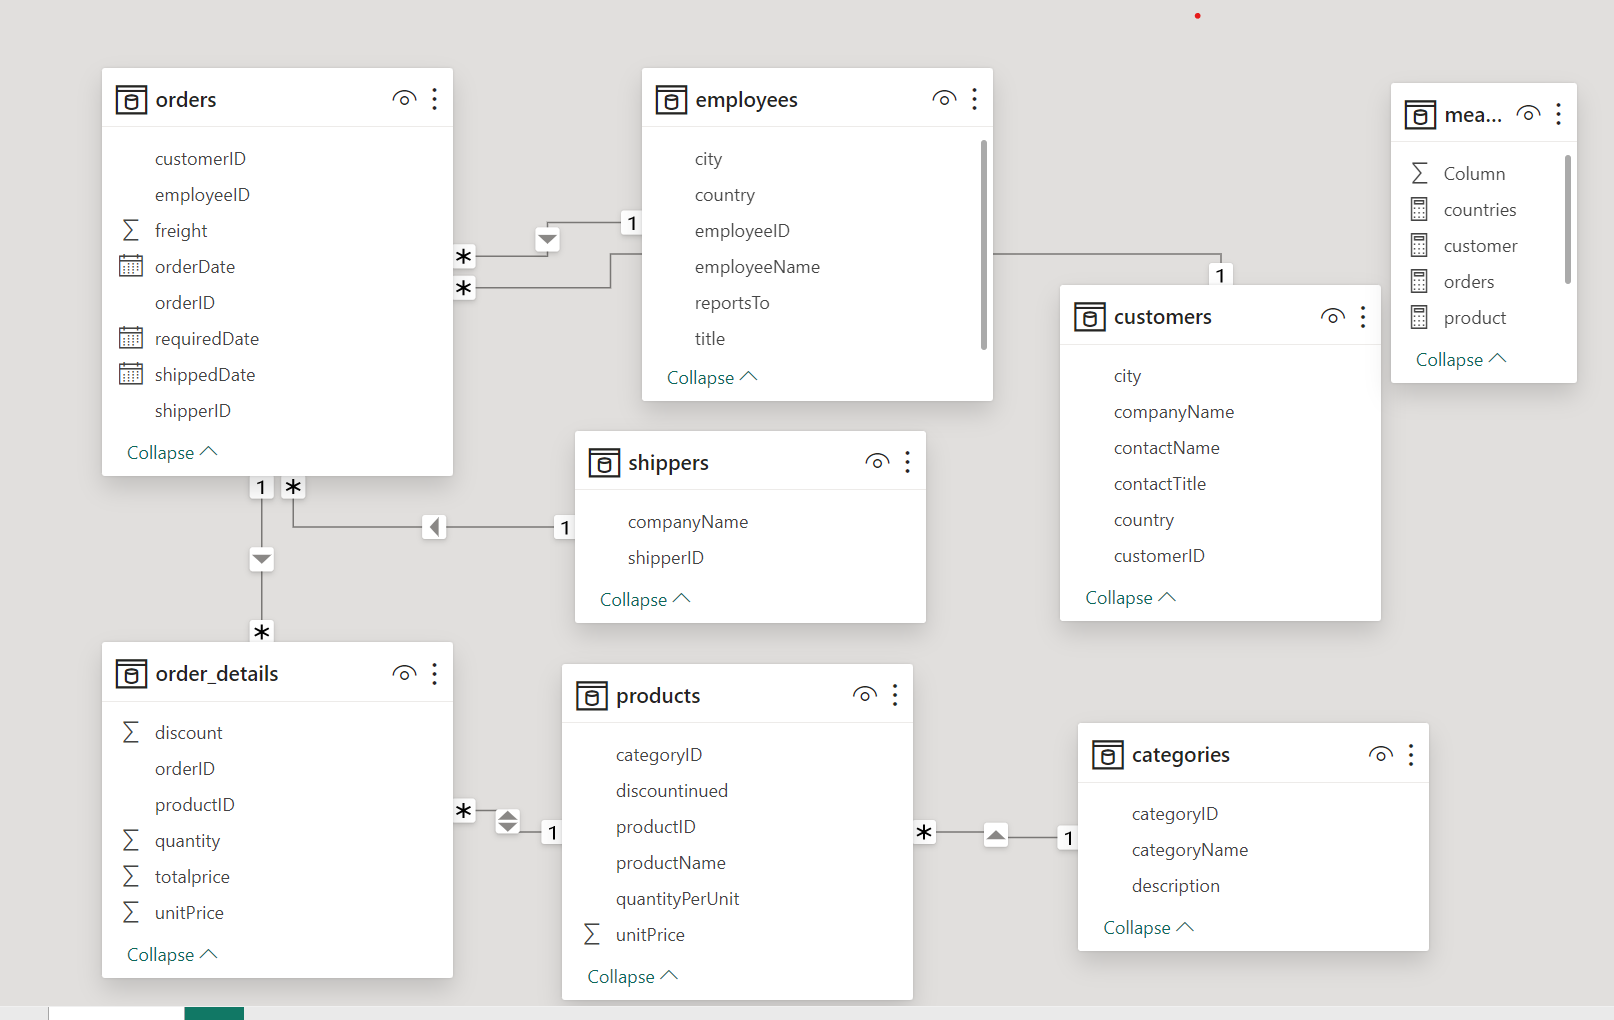 orders
customerID
employeeID
freight
orderDate
orderID
requiredDate
shippedDate
shipperID
Collapse
employees
city
country
employeeID
employeeName
reportsTo
title
Collapse
mea...
Column
countries
customer
orders
product
Collapse
customers
city
companyName
contactName
contactTitle
country
customerID
Collapse
shippers
companyName
shipperID
Collapse
order_details
discount
orderID
productID
quantity
totalprice
unitPrice
Collapse
products
categoryID
discountinued
productID
productName
quantityPerUnit
unitPrice
Collapse
categories
categoryID
categoryName
description
Collapse
1
*
*
1
1
*
1
*
*
1
*
1